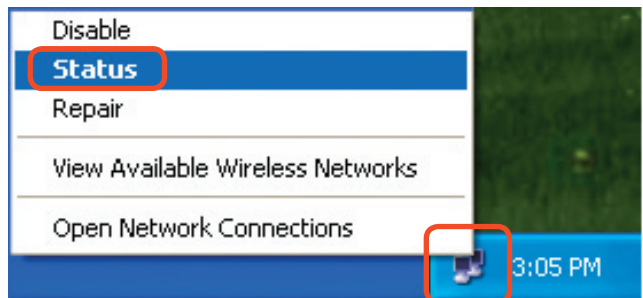 Disable
Status
Repair
View Available Wireless Networks
Open Network Connections
3:05 PM